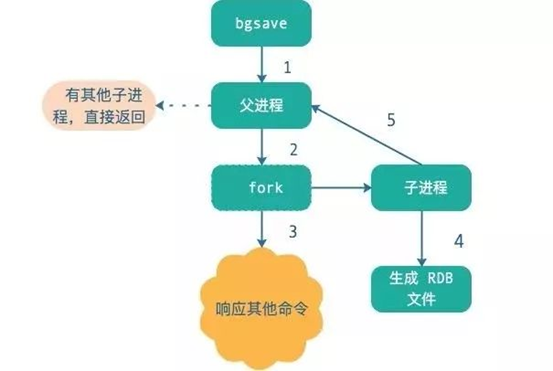 bgsave
1
有其他子进
程，直接返回
父进程
5
2
fork
子进程
3
4
生成 RDB
文件
响应其他命令